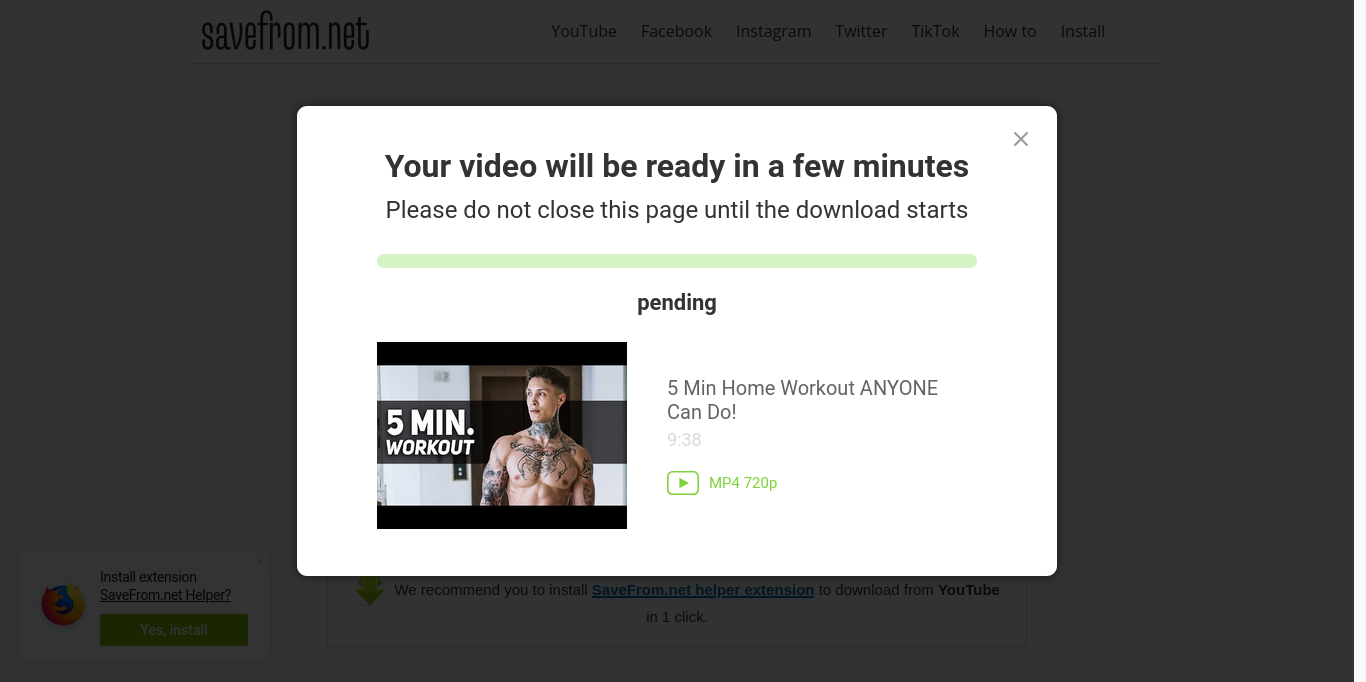 savefrom.net
YouTube Facebook Instagram Twitter TikTok How to Install
Your video will be ready in a few minutes
Please do not close this page until the download starts
pending
5 MIN.
WORKOUT
5 Min Home Workout ANYONE
Can Do!
9:38
MP4 720p
Install extension
SaveFrom.net Helper?
Yes, install
We recommend you to install SaveFrom.net helper extension to download from YouTube
in 1 click.